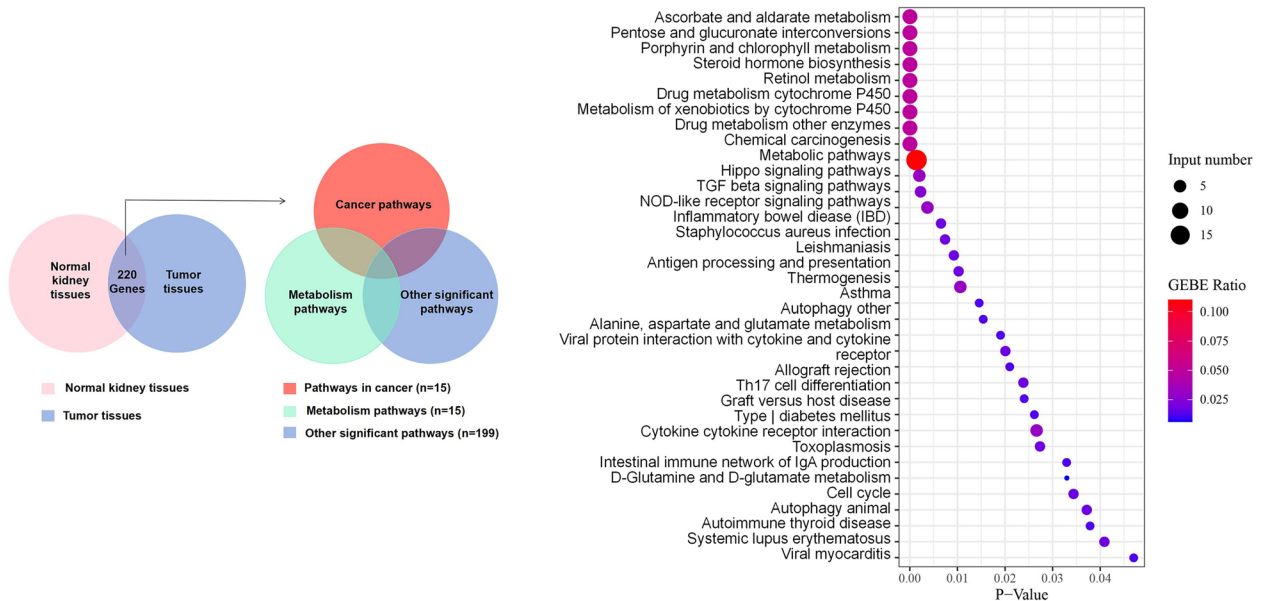 Normal
kidney
tissues
220
Genes
Tumor
tissues
Normal kidney tissues
Tumor tissues
Cancer pathways
Metabolism
pathways
Other significant
pathways
Pathways in cancer (n=15)
Metabolism pathways (n=15)
Other significant pathways (n=199)
Ascorbate and aldarate metabolism
Pentose and glucuronate interconversions
Porphyrin and chlorophyll metabolism
Steroid hormone biosynthesis
Retinol metabolism
Drug metabolism cytochrome P450
Metabolism of xenobiotics by cytochrome P450
Drug metabolism other enzymes
Chemical carcinogenesis
Metabolic pathways
Hippo signaling pathways
TGF beta signaling pathways
NOD-like receptor signaling pathways
Inflammatory bowel disease (IBD)
Staphylococcus aureus infection
Leishmaniasis
Antigen processing and presentation
Thermogenesis
Asthma
Autophagy other
Alanine, aspartate and glutamate metabolism
Viral protein interaction with cytokine and cytokine
receptor
Allograft rejection
Th17 cell differentiation
Graft versus host disease
Type | diabetes mellitus
Cytokine cytokine receptor interaction
Toxoplasmosis
Intestinal immune network of IgA production
D-Glutamine and D-glutamate metabolism
Cell cycle
Autophagy animal
Autoimmune thyroid disease
Systemic lupus erythematosus
Viral myocarditis
0.00 0.01 0.02 0.03 0.04
P-Value
Input number
5
10
15
GEBE Ratio
0.100
0.075
0.050
0.025